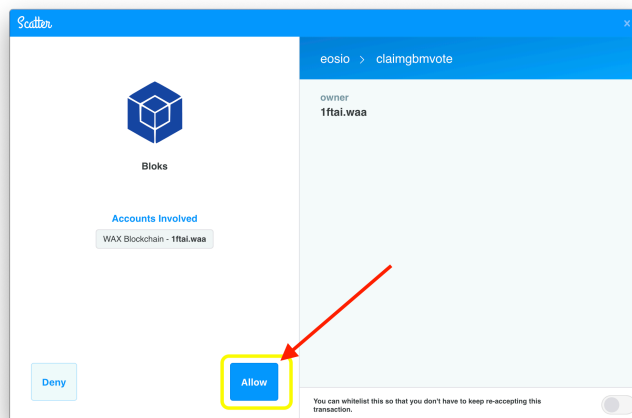 Scatter
×
eosio > claimgbmvote
owner
1ftai.waa
Bloks
Accounts Involved
WAX Blockchain - 1ftai.waa
Deny
Allow
You can whitelist this so that you don't have to keep re-accepting this
transaction.